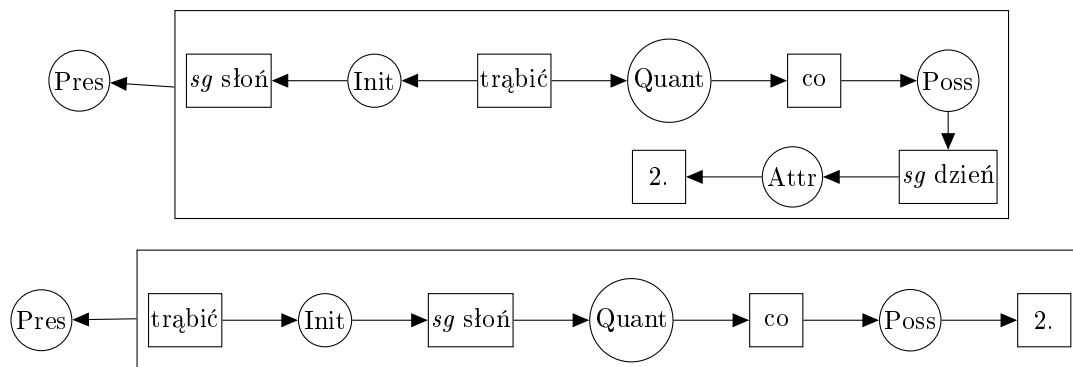 Pres sg słoń Init trąbić Quant co Poss
2. Attr sg dzień
Pres trąbić Init sg słoń Quant co Poss 2.